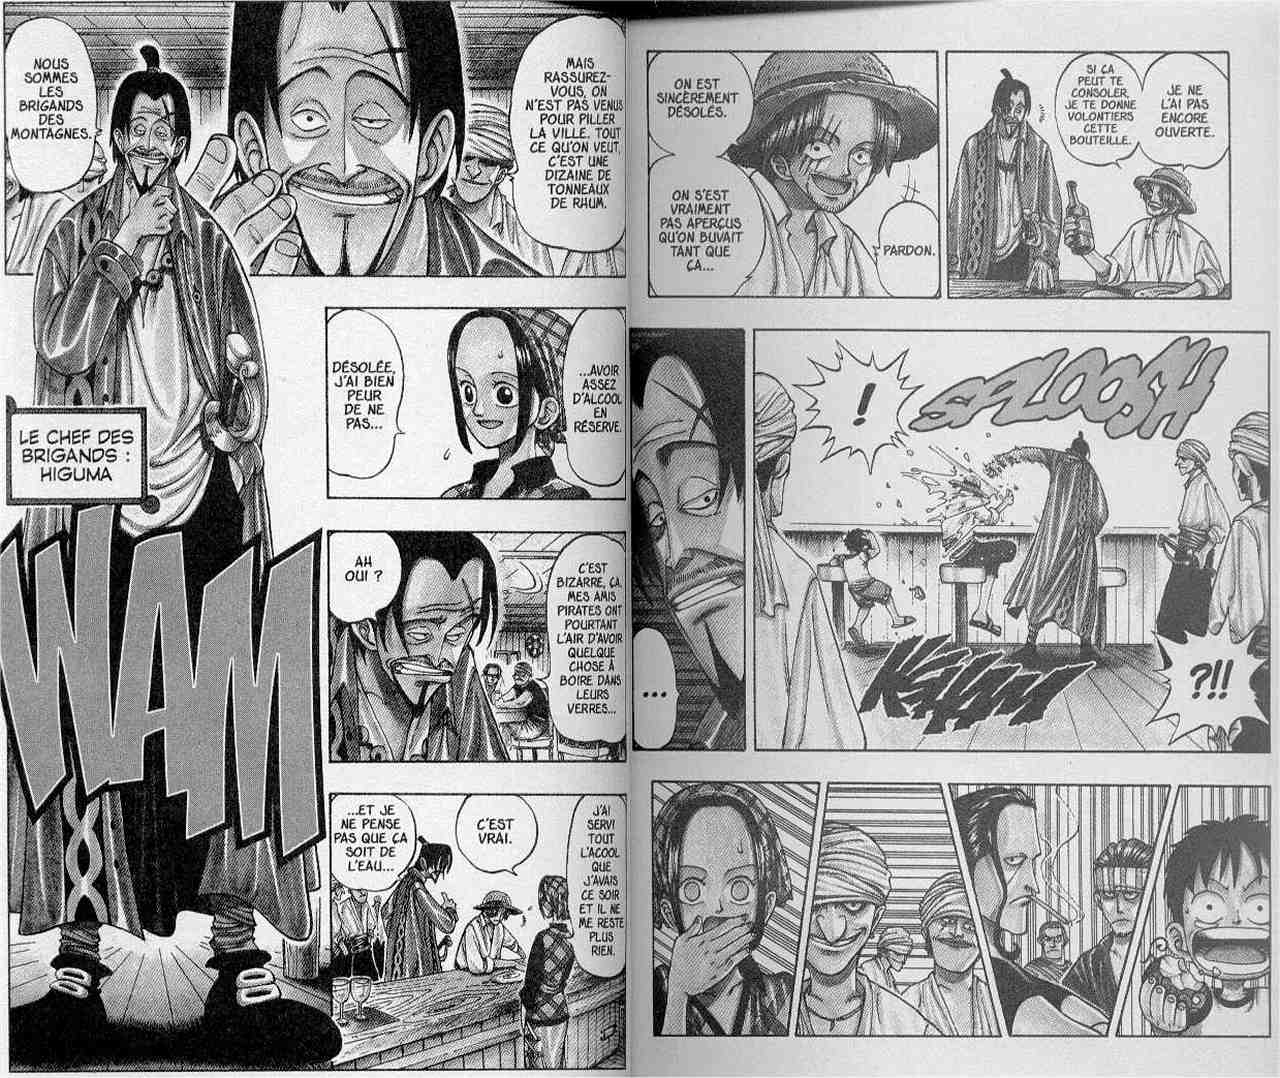 NOUS
SOMMES
LES
BRIGANDS
DES
MONTAGNES.
MAIS
RASSUREZ-
VOUS, ON
N'EST PAS VENUS
POUR PILLER
LA VILLE. TOUT
CE QU'ON VEUT,
C'EST UNE
DIZAINE DE
TONNEAUX
DE RHUM.
LE CHEF DES
BRIGANDS :
HIGUMA
WAM
DÉSOLÉE,
J'AI BIEN
PEUR
DE NE
PAS...
...AVOIR
ASSEZ
D'ALCOOL
EN
RÉSERVE.
AH
OUI ?
C'EST
BIZARRE, ÇA,
MES AMIS
PIRATES ONT
POURTANT
L'AIR D'AVOIR
QUELQUE
CHOSE À
BOIRE DANS
LEURS
VERRES...
...ET JE
NE PENSE
PAS QUE ÇA
SOIT DE
L'EAU...
C'EST
VRAI.
J'AI
SERVI
TOUT
L'ACOOL
QUE
J'AVAIS
CE SOIR
ET IL NE
ME RESTE
PLUS
RIEN.
ON EST
SINCÈREMENT
DÉSOLÉS.
ON S'EST
VRAIMENT
PAS APERÇUS
QU'ON BUVAIT
TANT QUE
ÇA...
PARDON.
SI ÇA
PEUT TE
CONSOLER,
JE TE DONNE
VOLONTIERS
CETTE
BOUTEILLE.
JE NE
L'AI PAS
ENCORE
OUVERTE.
...
!
SPLOOSH
?!!